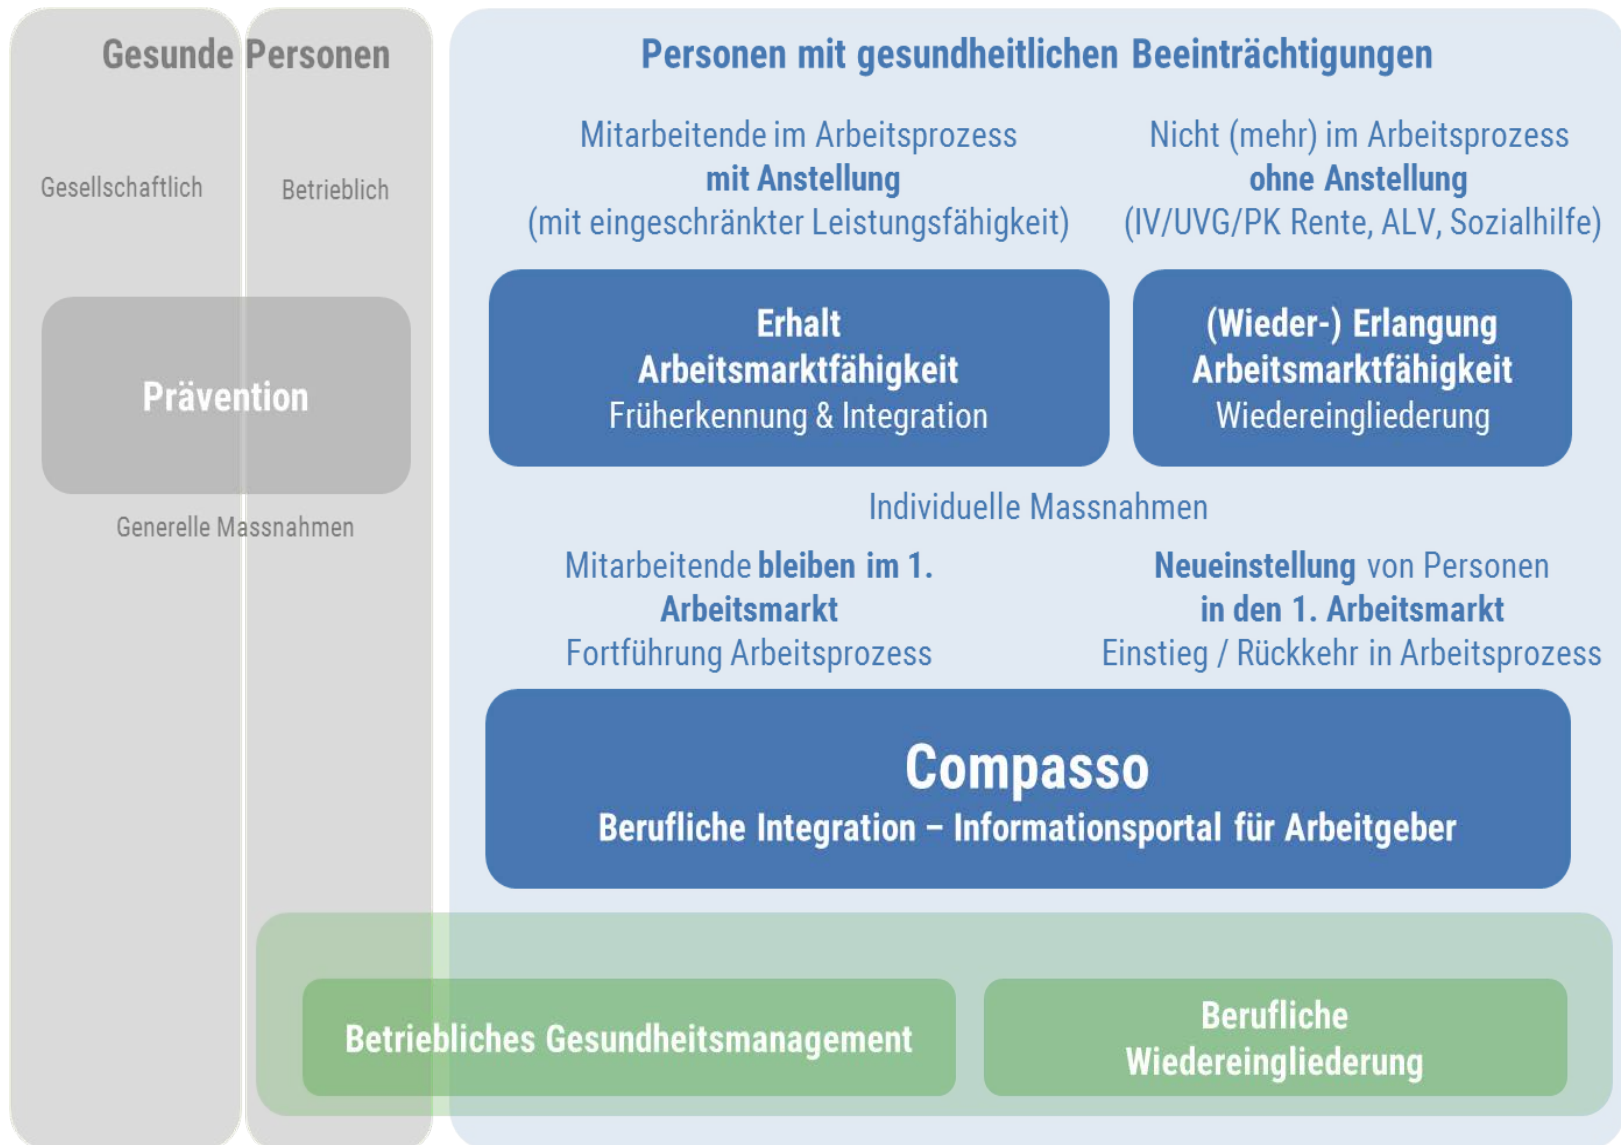 Gesunde Personen
Gesellschaftlich
Betrieblich
Prävention
Generelle Massnahmen
Personen mit gesundheitlichen Beeinträchtigungen
Mitarbeitende im Arbeitsprozess
mit Anstellung
(mit eingeschränkter Leistungsfähigkeit)
Nicht (mehr) im Arbeitsprozess
ohne Anstellung
(IV/UVG/PK Rente, ALV, Sozialhilfe)
Erhalt
Arbeitsmarktfähigkeit
Früherkennung & Integration
(Wieder-) Erlangung
Arbeitsmarktfähigkeit
Wiedereingliederung
Individuelle Massnahmen
Mitarbeitende bleiben im 1.
Arbeitsmarkt
Fortführung Arbeitsprozess
Neueinstellung von Personen
in den 1. Arbeitsmarkt
Einstieg / Rückkehr in Arbeitsprozess
Compasso
Berufliche Integration – Informationsportal für Arbeitgeber
Betriebliches Gesundheitsmanagement
Berufliche
Wiedereingliederung